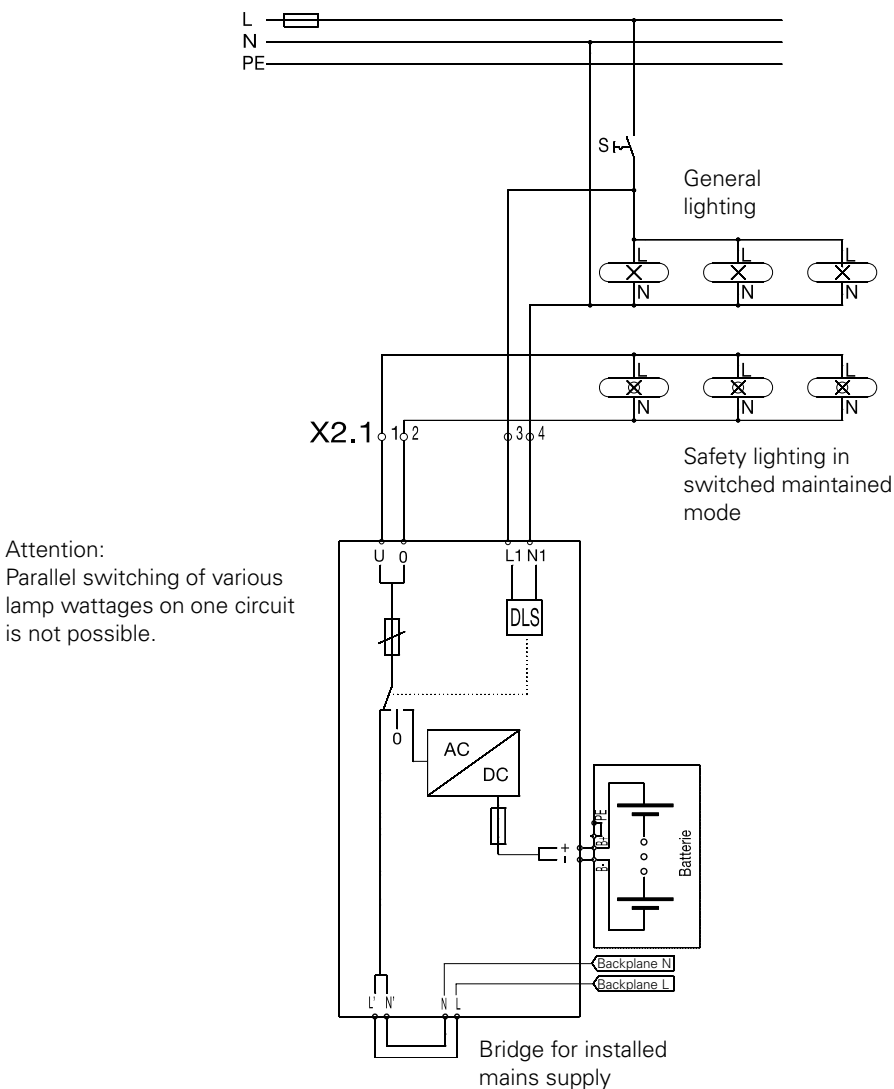 L
N
PE
S
General
lighting
L L L
N N N
L L L
N N N
X2.1 1 2 3 4
Safety lighting in
switched maintained
mode
Attention:
Parallel switching of various
lamp wattages on one circuit
is not possible.
U 0 L1 N1
DLS
0
AC
DC
+
-
PE
B+
B-
Batterie
Backplane N
Backplane L
L' N' N L
Bridge for installed
mains supply